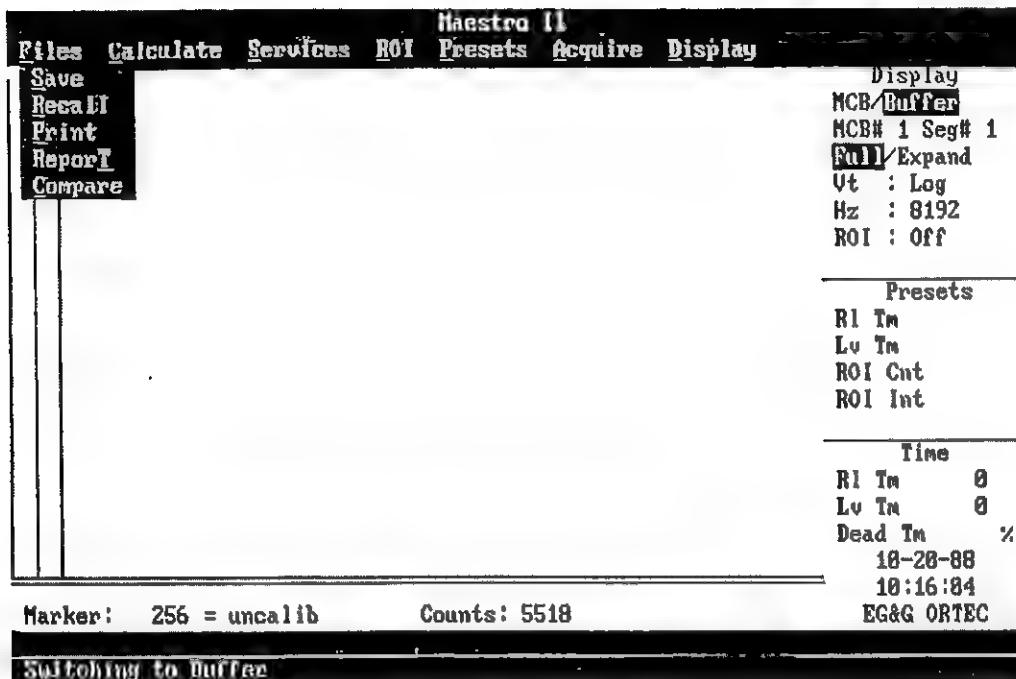 Maestro II
Files Calculate Services ROI Presets Acquire Display
Save
Recall
Print
ReporT
Compare
Display
MCB/Buffer
MCB# 1 Seg# 1
Full/Expand
Vt : Log
Hz : 8192
ROI : Off
Presets
Rl Tm
Lv Tm
ROI Cnt
ROI Int
Time
Rl Tm 0
Lv Tm 0
Dead Tm %
10-20-88
10:16:04
EG&G ORTEC
Marker: 256 = uncalib Counts: 5518
Switching to Buffer